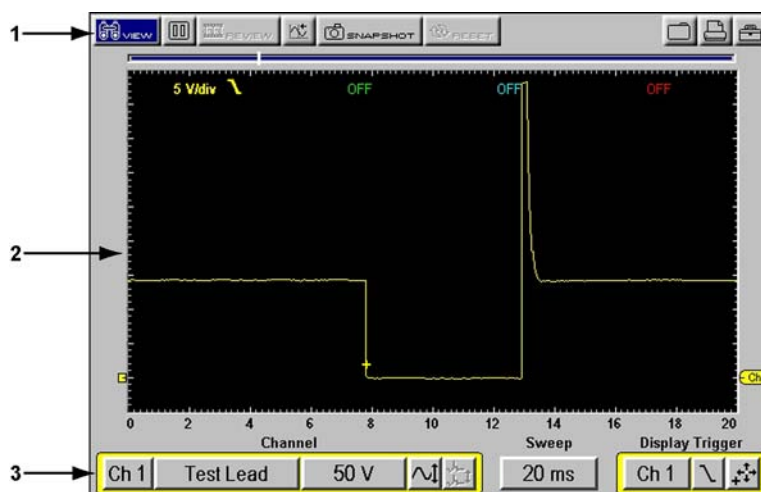 1
VIEW REVIEW SNAPSHOT RESET
5 V/div OFF OFF OFF
2
Ch
0 2 4 6 8 10 12 14 16 18 20
Channel Sweep Display Trigger
3
Ch 1 Test Lead 50 V 20 ms Ch 1